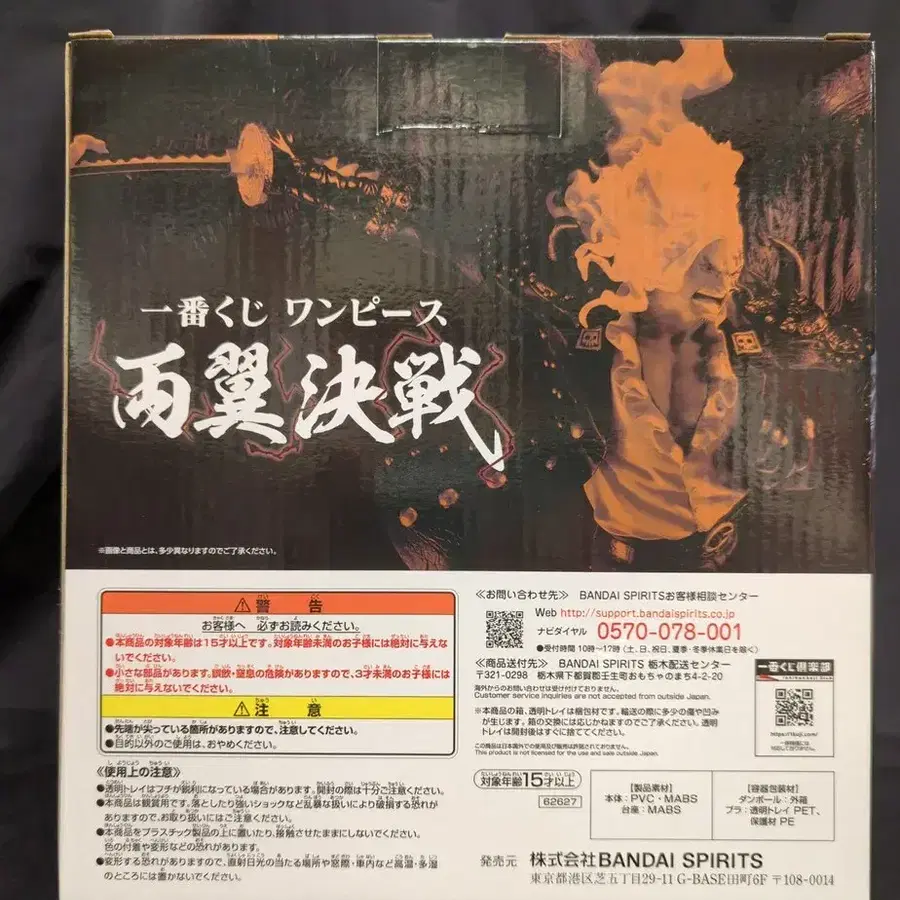 一番くじ ワンピース
両翼決戦
※画像と商品とは、多少異なりますのでご了承ください。
⚠警告
お客様へ 必ずお読みください。
●本商品の対象年齢は15才以上です。対象年齢未満のお子様には絶対に与えな
いでください。
●小さな部品があります。誤飲・窒息の危険がありますので、3才未満のお子様には
絶対に与えないでください。
⚠注意
●先端が尖っている箇所がありますので、注意してください。
●目的以外のご使用は、おやめください。
《使用上の注意》
●透明トレイはフチが鋭利になっている場合があります。開封の際は十分ご注意ください。
●本商品は観賞用です。落としたり強いショックなど乱暴な扱いにより破損する恐れが
ありますので、お取り扱いにはご注意ください。
●本商品をプラスチック製品の上に置いたり、接触させたままにしないでください。
色の付着や変形などの恐れがあります。
●変形する恐れがありますので、直射日光の当たる場所や窓際・車内など高温・多湿
のところには置かないでください。
《お問い合わせ先》 BANDAI SPIRITSお客様相談センター
Web http://support.bandaispirits.co.jp
ナビダイヤル 0570-078-001
●受付時間 10時～17時 (土、日、祝日、夏季・冬季休業日を除く)
《商品送付先》 BANDAI SPIRITS 栃木配送センター
〒321-0298 栃木県下都賀郡壬生町おもちゃのまち4-2-20
海外からのお問い合わせは受け付けておりません。
Customer service inquiries are not accepted from outside Japan.
●本商品の箱、透明トレイは梱包材です。輸送の際に多少の傷や凹み
が生じます。箱の交換には応じかねますのでご了承ください。透明
トレイは開封後はすぐに捨ててください。
この商品は日本国外での使用及び販売は許諾されておりません。
This product is not licensed for the use and sale outside Japan.
一番くじ倶楽部
https://1kuji.com/
対象年齢15才以上
62627
【製品素材】
本体:PVC・MABS
台座:MABS
【容器包装材】
ダンボール:外箱
プラ:透明トレイ PET、
保護材 PE
発売元 株式会社BANDAI SPIRITS
東京都港区芝五丁目29-11 G-BASE田町6F 〒108-0014